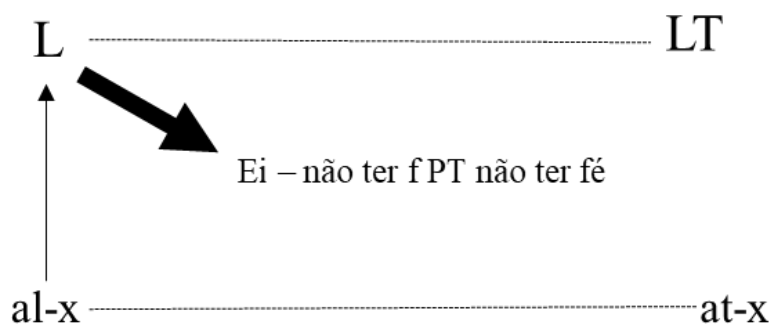 L LT
Ei – não ter f PT não ter fé
al-x at-x